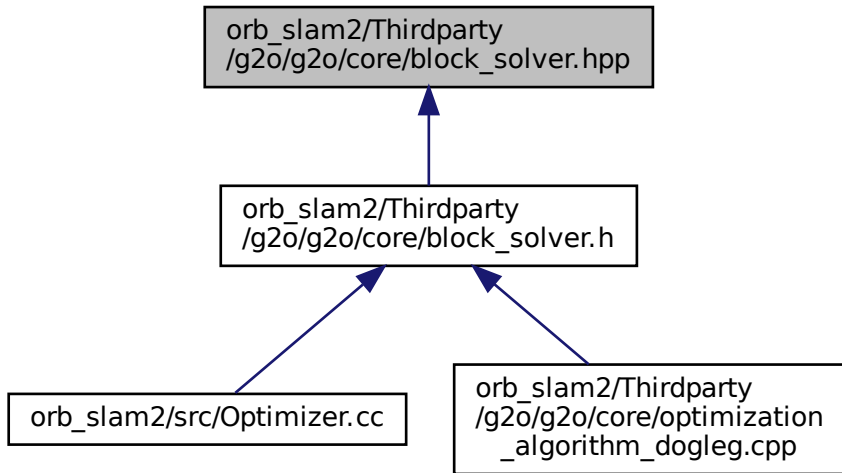 orb_slam2/Thirdparty
/g2o/g2o/core/block_solver.hpp
orb_slam2/Thirdparty
/g2o/g2o/core/block_solver.h
orb_slam2/src/Optimizer.cc
orb_slam2/Thirdparty
/g2o/g2o/core/optimization
_algorithm_dogleg.cpp